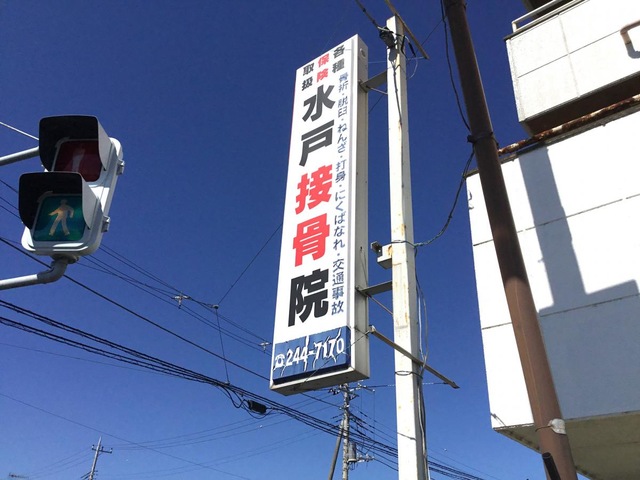 各種
保険
取扱
水戸接骨院
骨折・脱臼・ねんざ・打身・にくばなれ・交通事故
☎244-7170